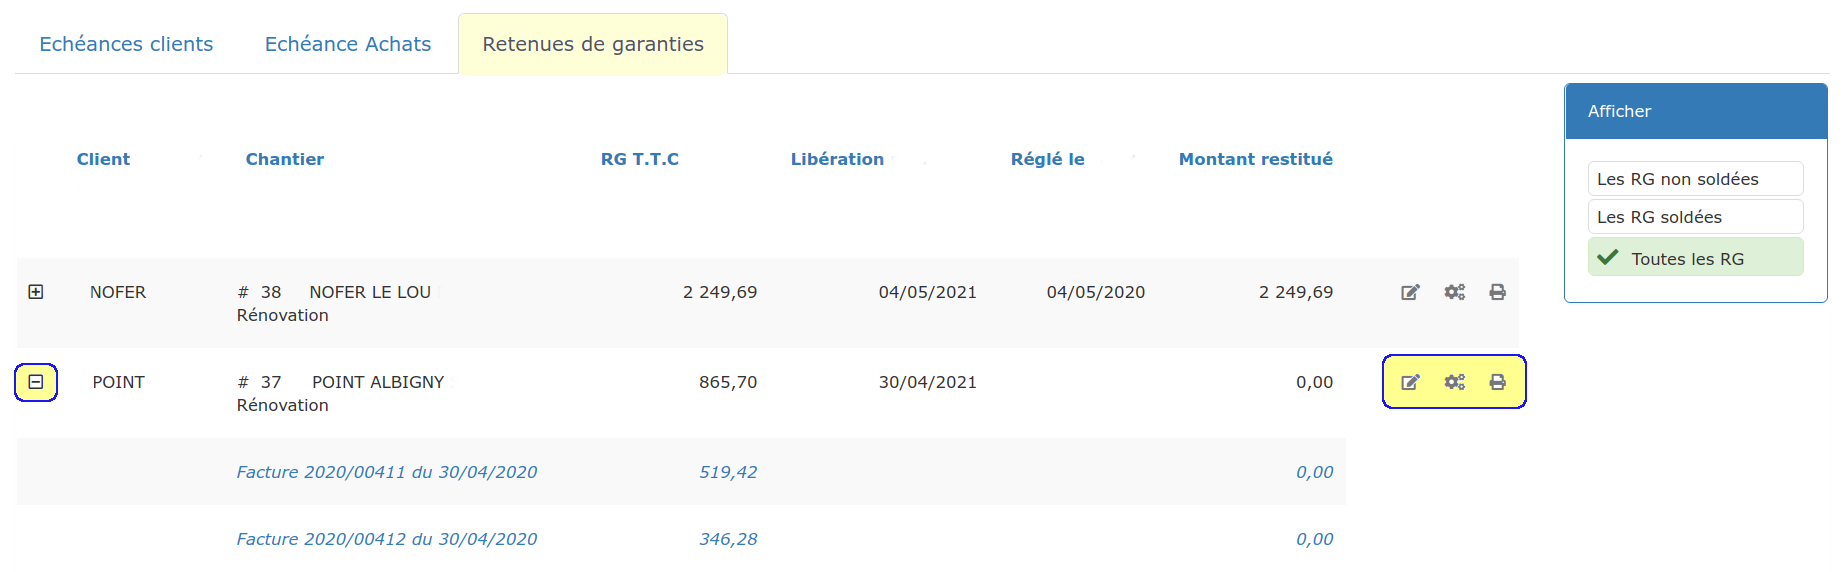 Echéances clients Echéance Achats Retenues de garanties
Afficher
Client Chantier RG T.T.C Libération Réglé le Montant restitué
Les RG non soldées
Les RG soldées
Toutes les RG
NOFER # 38 NOFER LE LOU 2 249,69 04/05/2021 04/05/2020 2 249,69
Rénovation
POINT # 37 POINT ALBIGNY 865,70 30/04/2021 0,00
Rénovation
Facture 2020/00411 du 30/04/2020 519,42 0,00
Facture 2020/00412 du 30/04/2020 346,28 0,00